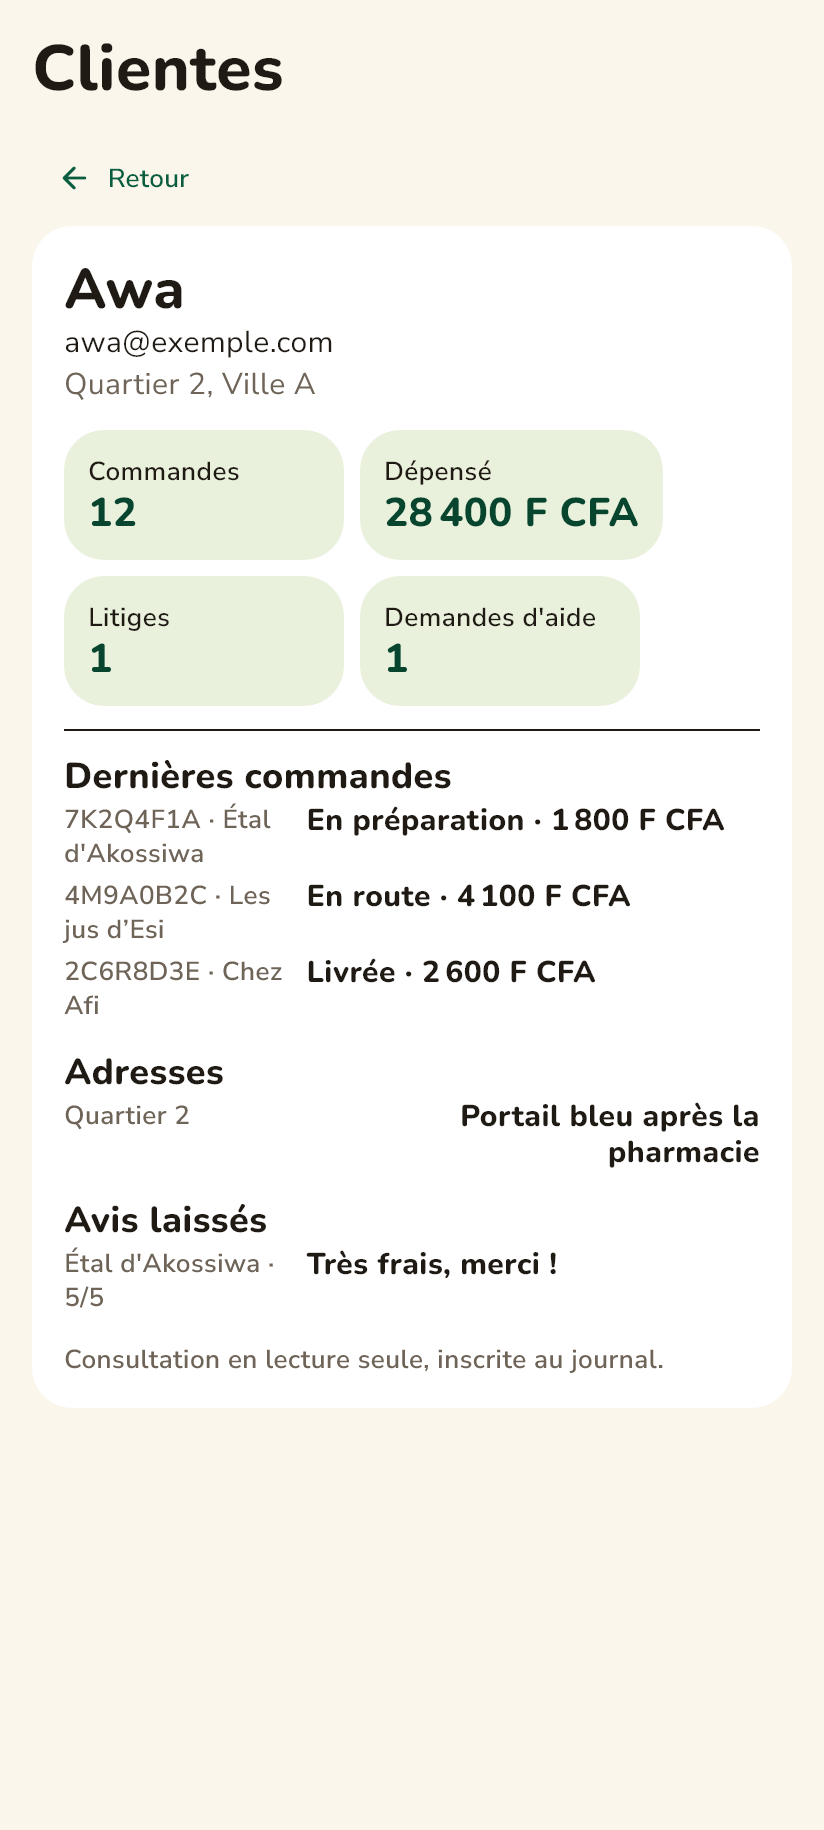 Clientes
Retour
Awa
awa@exemple.com
Quartier 2, Ville A
Commandes
12
Dépensé
28 400 F CFA
Litiges
1
Demandes d'aide
1
Dernières commandes
7K2Q4F1A · Étal d'Akossiwa
En préparation · 1 800 F CFA
4M9A0B2C · Les jus d’Esi
En route · 4 100 F CFA
2C6R8D3E · Chez Afi
Livrée · 2 600 F CFA
Adresses
Quartier 2
Portail bleu après la pharmacie
Avis laissés
Étal d'Akossiwa · 5/5
Très frais, merci !
Consultation en lecture seule, inscrite au journal.